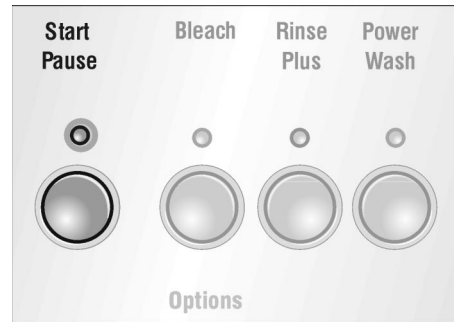 Start Pause
Bleach
Rinse Plus
Power Wash
Options